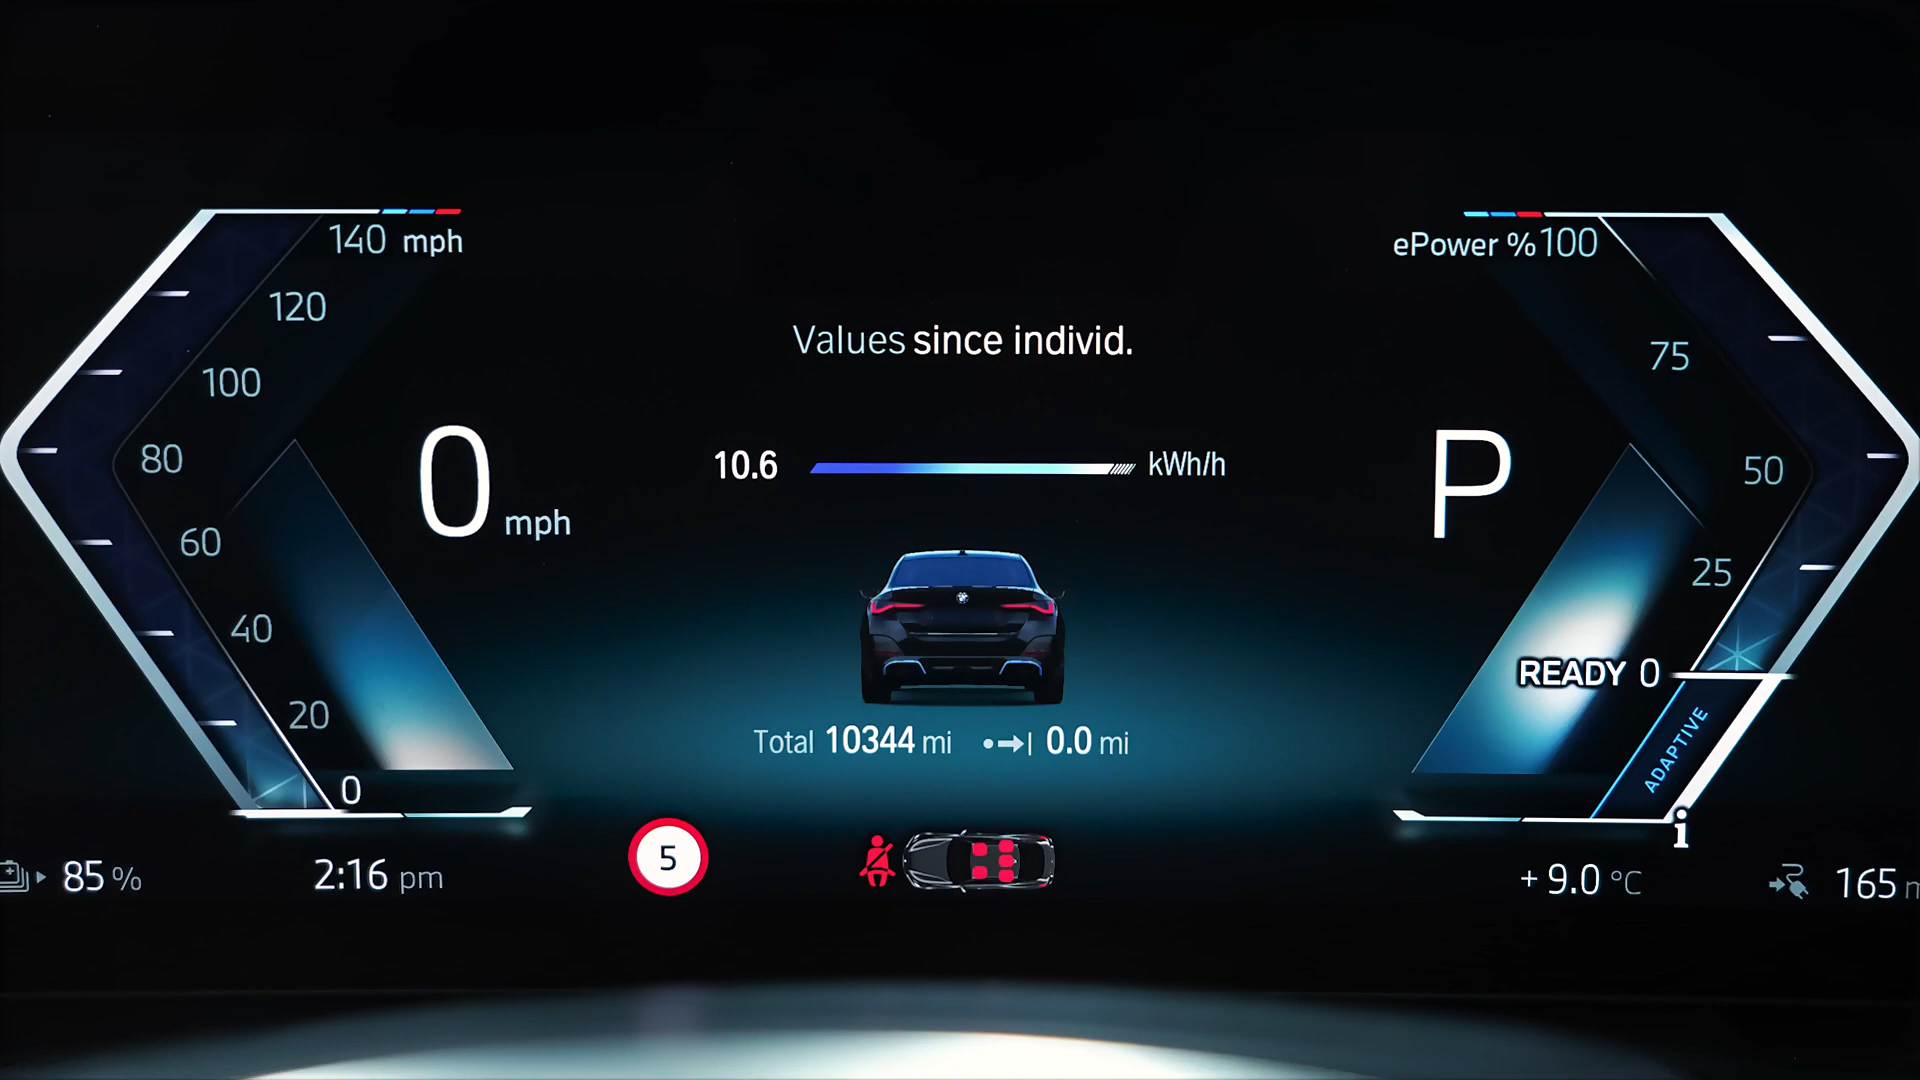 140 mph
120
100
80
60
40
20
0
0 mph
Values since individ.
10.6 kWh/h
Total 10344 mi 0.0 mi
ePower % 100
75
50
25
READY 0
P
ADAPTIVE
i
85 %
2:16 pm
5
+ 9.0 °C
165